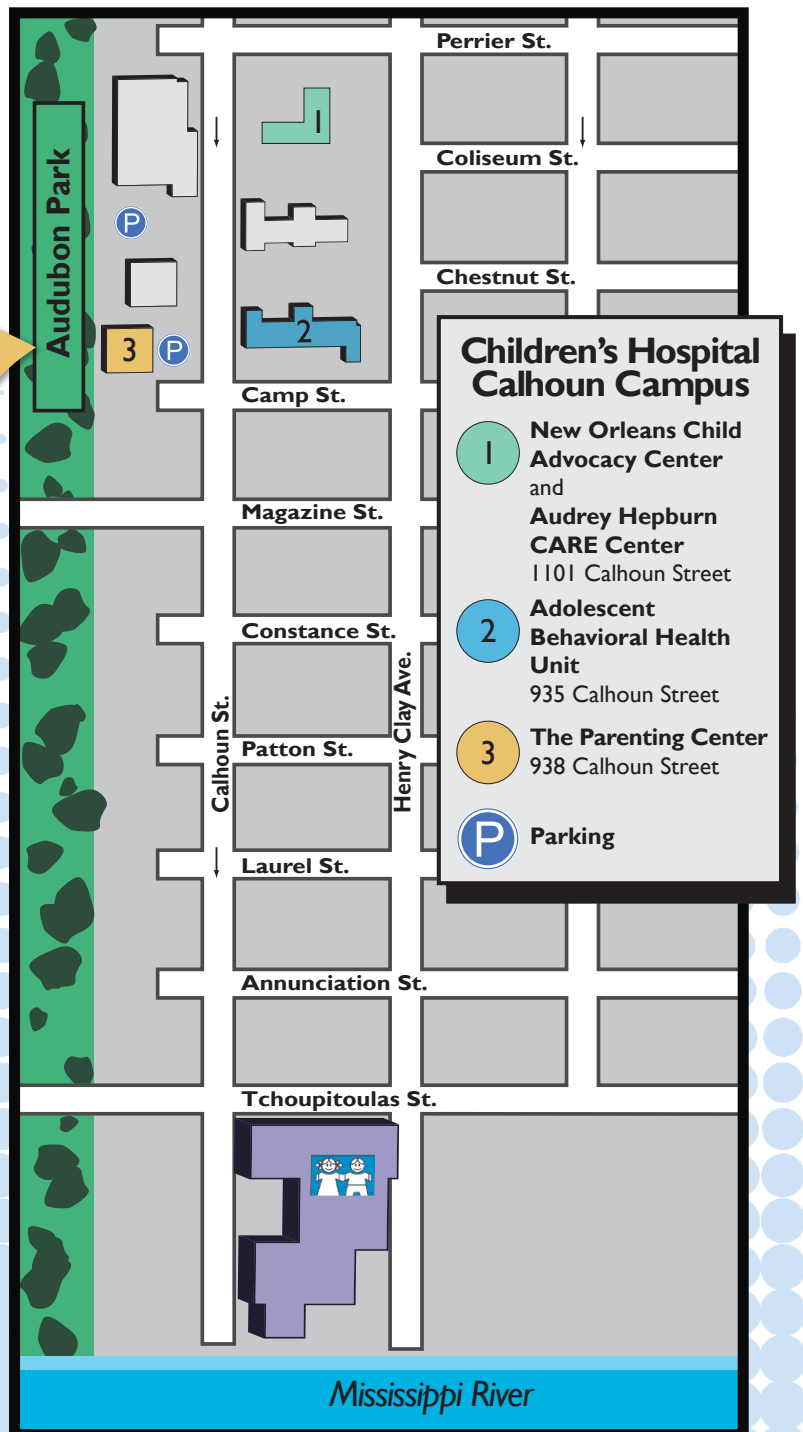 Perrier St.
1
Coliseum St.
Audubon Park
P
Chestnut St.
2
3
P
Camp St.
Children's Hospital
Calhoun Campus
1
New Orleans Child
Advocacy Center
and
Audrey Hepburn
CARE Center
1101 Calhoun Street
2
Adolescent
Behavioral Health
Unit
935 Calhoun Street
3
The Parenting Center
938 Calhoun Street
P
Parking
Magazine St.
Constance St.
Calhoun St.
Henry Clay Ave.
Patton St.
Laurel St.
Annunciation St.
Tchoupitoulas St.
Mississippi River